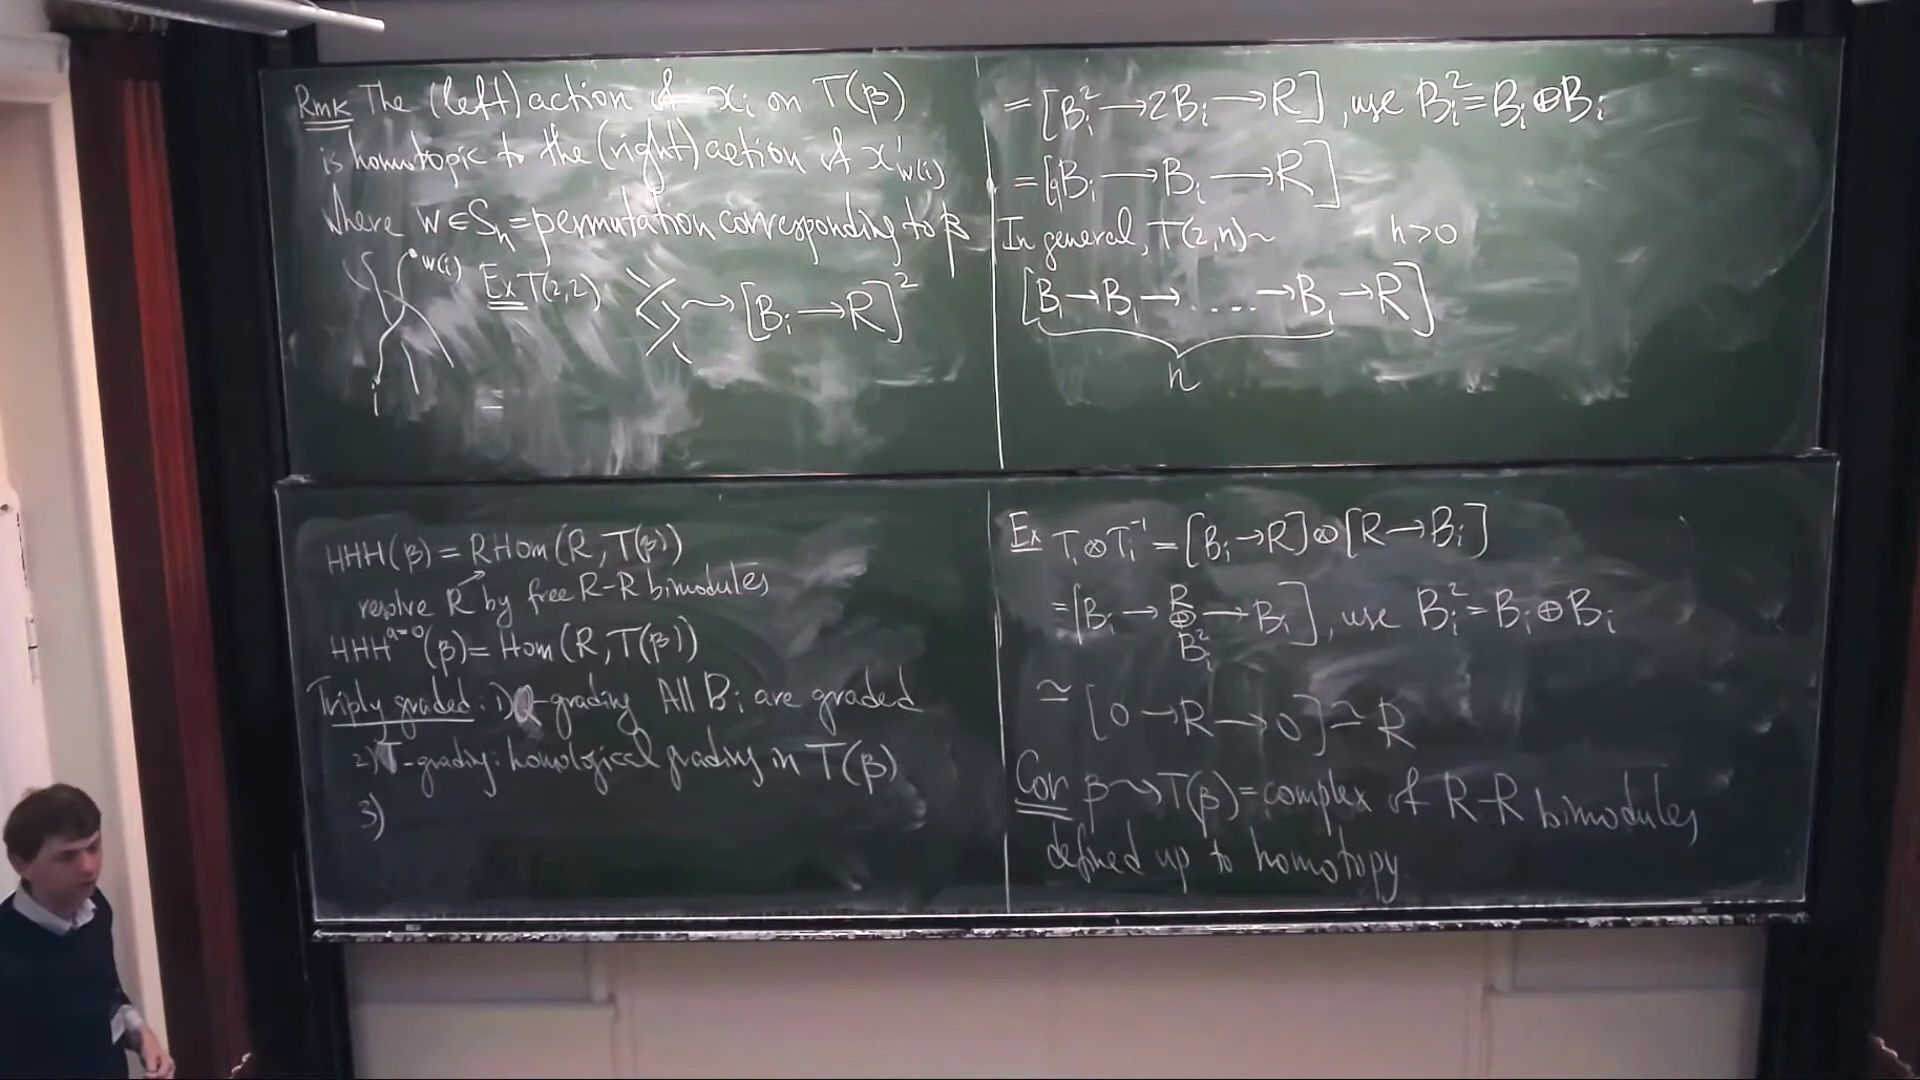 Rmk The (left) action of x_i on T(β)
is homotopic to the (right) action of x'_{w(i)}
where w ∈ S_n = permutation corresponding to β
w(i)
Ex T(2,2)
⇝ [B_i → R]^2
i
=
= [B_i^2 → 2B_i → R], use B_i^2 = B_i ⊕ B_i
= [B_i → B_i → R]
In general, T(2,n) ~ n>0
[B_i → B_i → .... → B_i → R]
n
HHH(β) = RHom(R, T(β))
resolve R by free R-R bimodules
HHH^{a=0}(β) = Hom(R, T(β))
Triply graded: 1) Q-grading All B_i are graded
2) T-grading: homological grading in T(β)
3)
Ex T_i ⊗ T_i^{-1} = [B_i → R] ⊗ [R → B_i]
= [B_i → R ⊕ B_i^2 → B_i], use B_i^2 = B_i ⊕ B_i
≃ [0 → R → 0] ≃ R
Cor β ⇝ T(β) = complex of R-R bimodules
defined up to homotopy